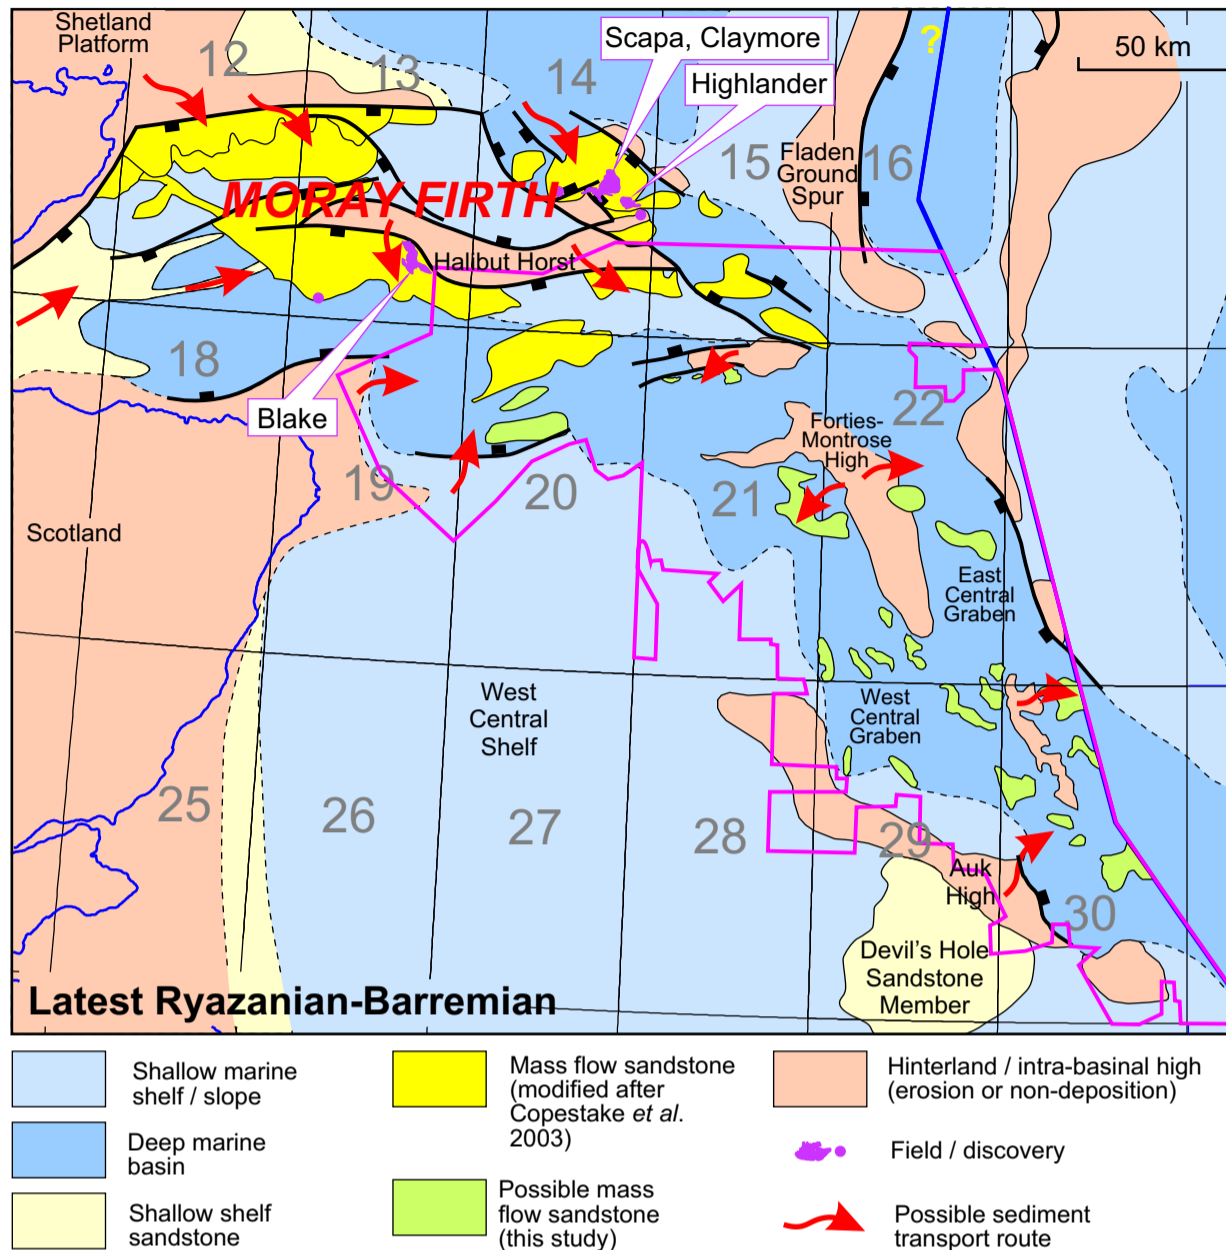 Shetland
Platform
12
13
14
Scapa, Claymore
Highlander
?
50 km
15
Fladen
Ground
Spur
16
MORAY FIRTH
Halibut Horst
18
Blake
22
Forties-
Montrose
High
19
20
21
Scotland
East
Central
Graben
West
Central
Shelf
West
Central
Graben
25
26
27
28
29
Auk
High
30
Devil's Hole
Sandstone
Member
Latest Ryazanian-Barremian
Shallow marine
shelf / slope
Deep marine
basin
Shallow shelf
sandstone
Mass flow sandstone
(modified after
Copestake et al.
2003)
Possible mass
flow sandstone
(this study)
Hinterland / intra-basinal high
(erosion or non-deposition)
Field / discovery
Possible sediment
transport route